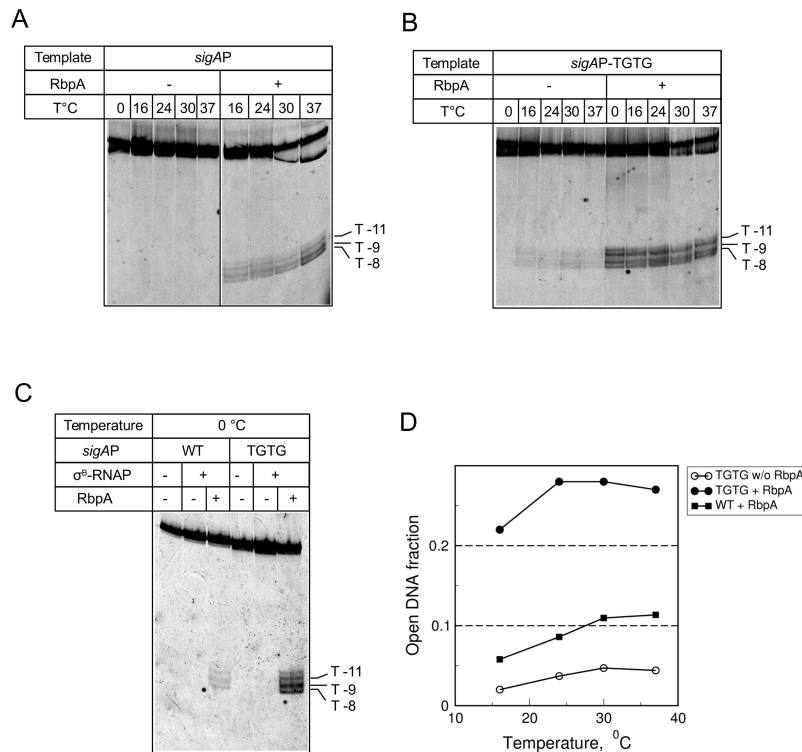 A
Template sigAP
RbpA - +
T°C 0 16 24 30 37 16 24 30 37
T -11
T -9
T -8
B
Template sigAP-TGTG
RbpA - +
T°C 0 16 24 30 37 0 16 24 30 37
T -11
T -9
T -8
C
Temperature 0 °C
sigAP WT TGTG
σᴮ-RNAP - + - +
RbpA - - + - - +
T -11
T -9
T -8
D
TGTG w/o RbpA
TGTG + RbpA
WT + RbpA
Open DNA fraction
0.2
0.1
0
10 20 30 40
Temperature, ⁰C